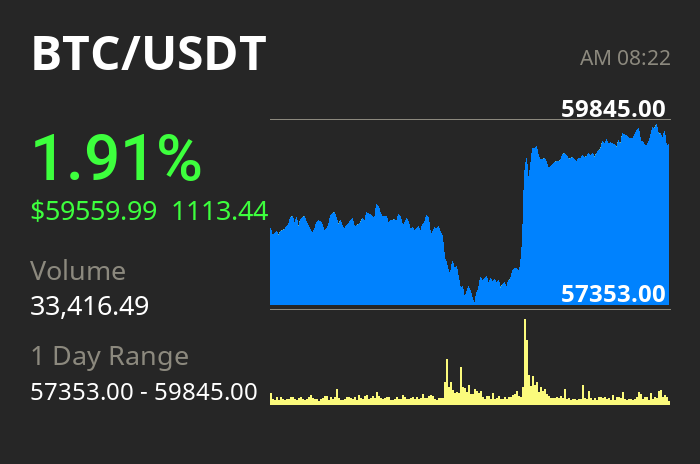 BTC/USDT
AM 08:22
59845.00
1.91%
$59559.99 1113.44
Volume
33,416.49
57353.00
1 Day Range
57353.00 - 59845.00